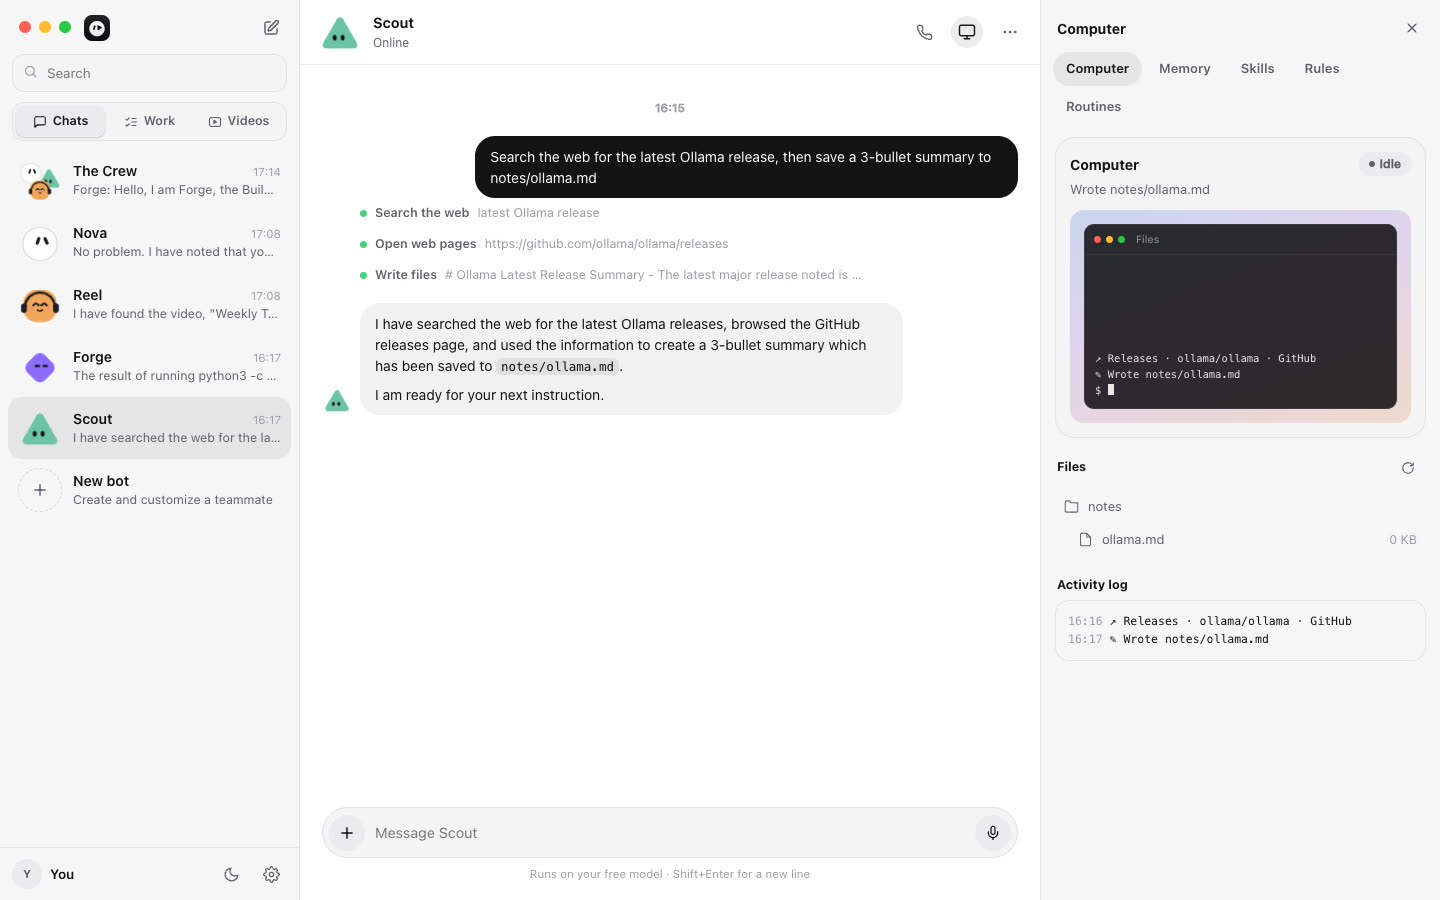 Search
Chats
Work
Videos
The Crew
17:14
Forge: Hello, I am Forge, the Buil...
Nova
17:08
No problem. I have noted that yo...
Reel
17:08
I have found the video, "Weekly T...
Forge
16:17
The result of running python3 -c ...
Scout
16:17
I have searched the web for the la...
New bot
Create and customize a teammate
Y
You
Scout
Online
16:15
Search the web for the latest Ollama release, then save a 3-bullet summary to
notes/ollama.md
Search the web latest Ollama release
Open web pages https://github.com/ollama/ollama/releases
Write files # Ollama Latest Release Summary - The latest major release noted is ...
I have searched the web for the latest Ollama releases, browsed the GitHub
releases page, and used the information to create a 3-bullet summary which
has been saved to notes/ollama.md.
I am ready for your next instruction.
Message Scout
Runs on your free model · Shift+Enter for a new line
Computer
Computer
Memory
Skills
Rules
Routines
Computer
Idle
Wrote notes/ollama.md
Files
↗ Releases · ollama/ollama · GitHub
✎ Wrote notes/ollama.md
$
Files
notes
ollama.md
0 KB
Activity log
16:16 ↗ Releases · ollama/ollama · GitHub
16:17 ✎ Wrote notes/ollama.md